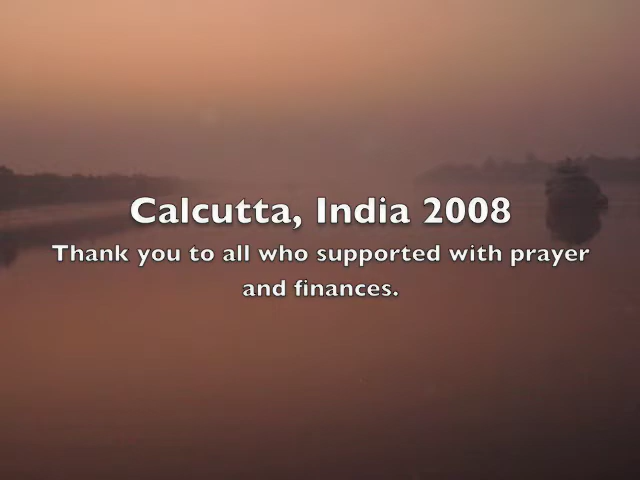 Calcutta, India 2008
Thank you to all who supported with prayer
and finances.